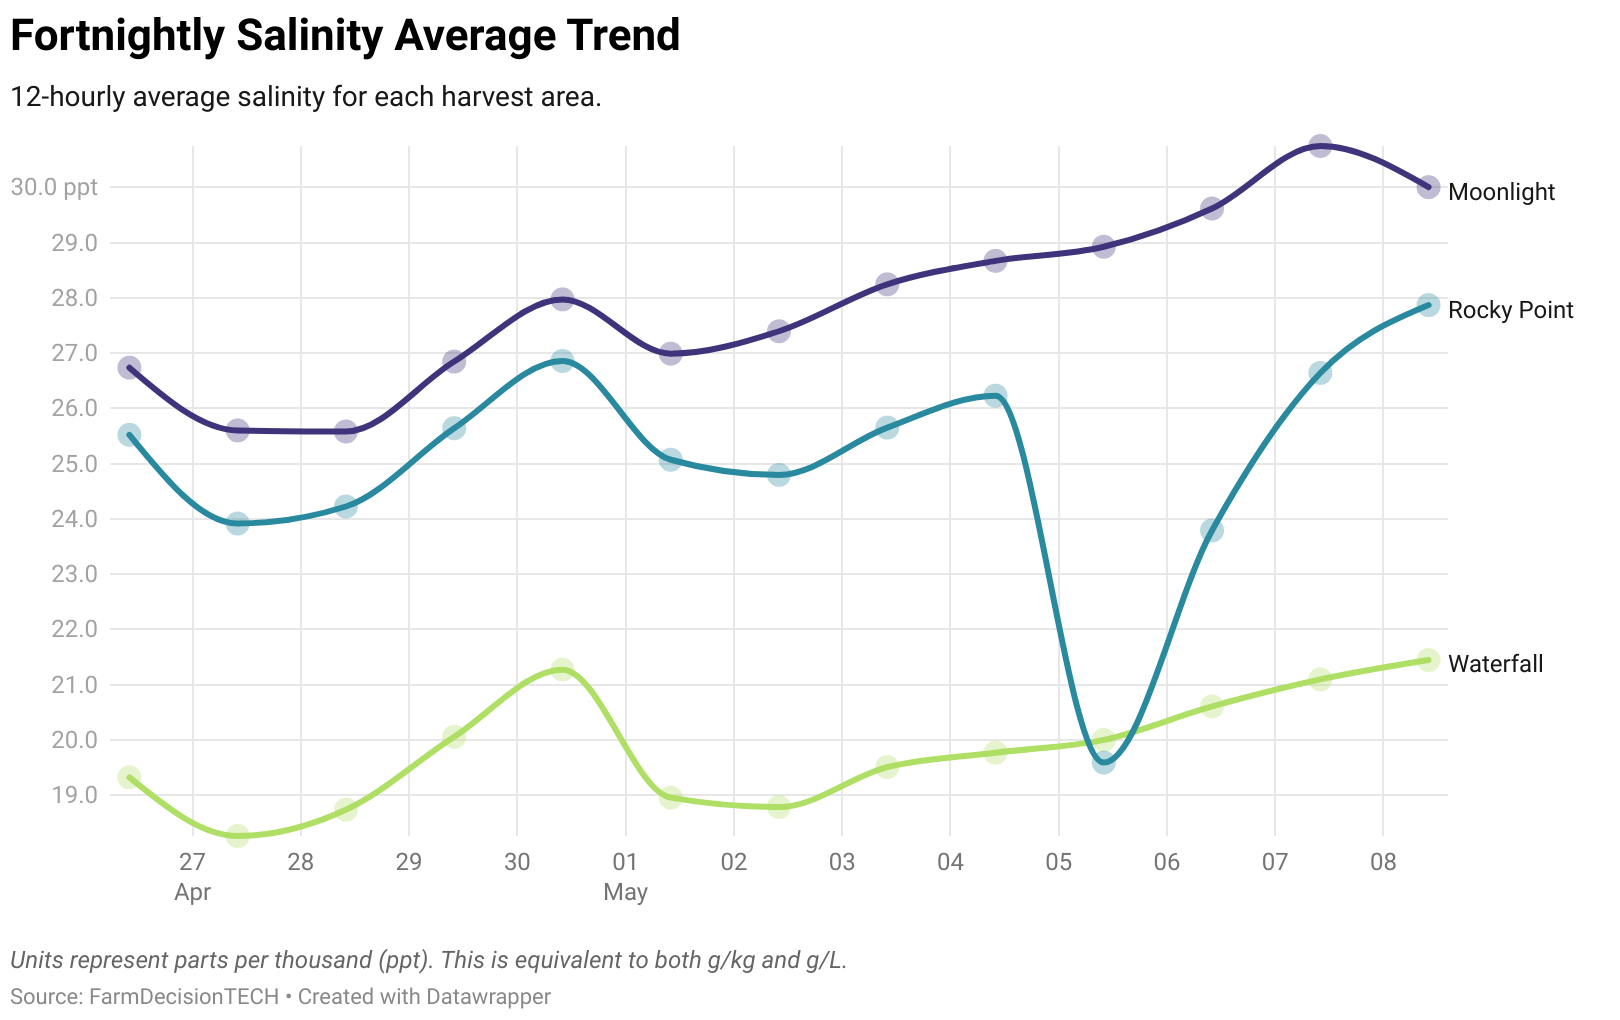 Fortnightly Salinity Average Trend
12-hourly average salinity for each harvest area.
30.0 ppt
29.0
28.0
27.0
26.0
25.0
24.0
23.0
22.0
21.0
20.0
19.0
Moonlight
Rocky Point
Waterfall
27 28 29 30 01 02 03 04 05 06 07 08
Apr May
Units represent parts per thousand (ppt). This is equivalent to both g/kg and g/L.
Source: FarmDecisionTECH • Created with Datawrapper